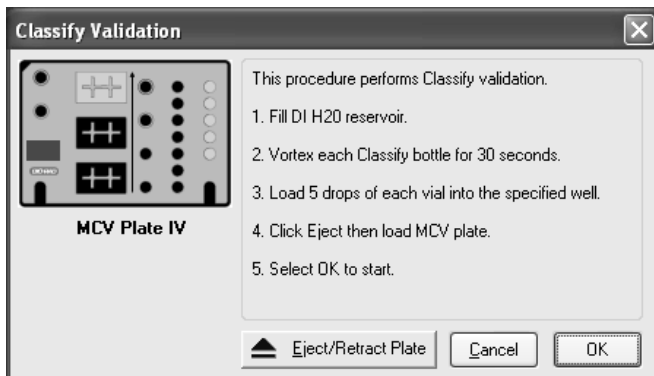 Classify Validation
This procedure performs Classify validation.
1. Fill DI H20 reservoir.
2. Vortex each Classify bottle for 30 seconds.
3. Load 5 drops of each vial into the specified well.
4. Click Eject then load MCV plate.
5. Select OK to start.
MCV Plate IV
Eject/Retract Plate
Cancel
OK